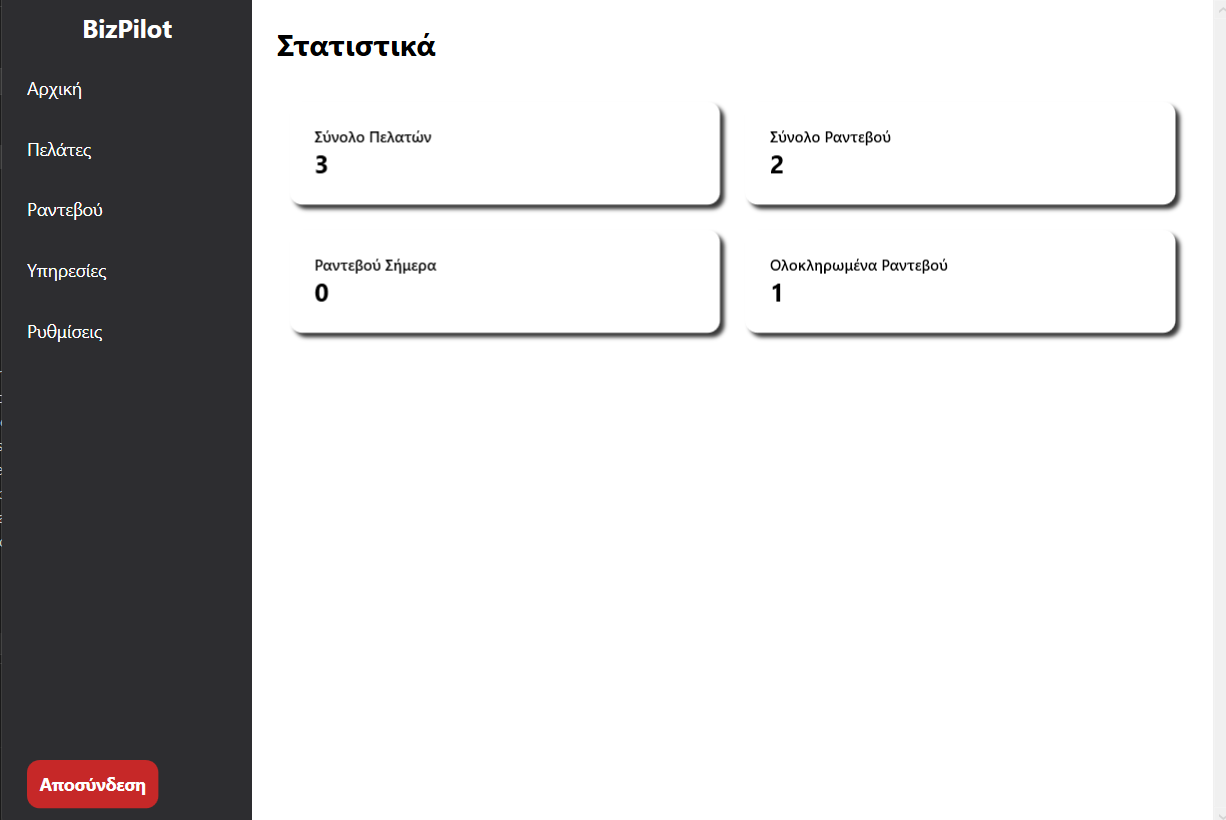 BizPilot
Αρχική
Πελάτες
Ραντεβού
Υπηρεσίες
Ρυθμίσεις
Αποσύνδεση
Στατιστικά
Σύνολο Πελατών
3
Σύνολο Ραντεβού
2
Ραντεβού Σήμερα
0
Ολοκληρωμένα Ραντεβού
1